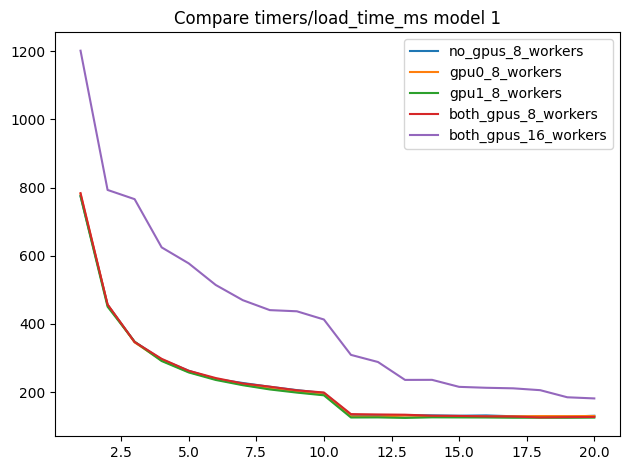 Compare timers/load_time_ms model 1
no_gpus_8_workers
gpu0_8_workers
gpu1_8_workers
both_gpus_8_workers
both_gpus_16_workers
1200
1000
800
600
400
200
2.5 5.0 7.5 10.0 12.5 15.0 17.5 20.0